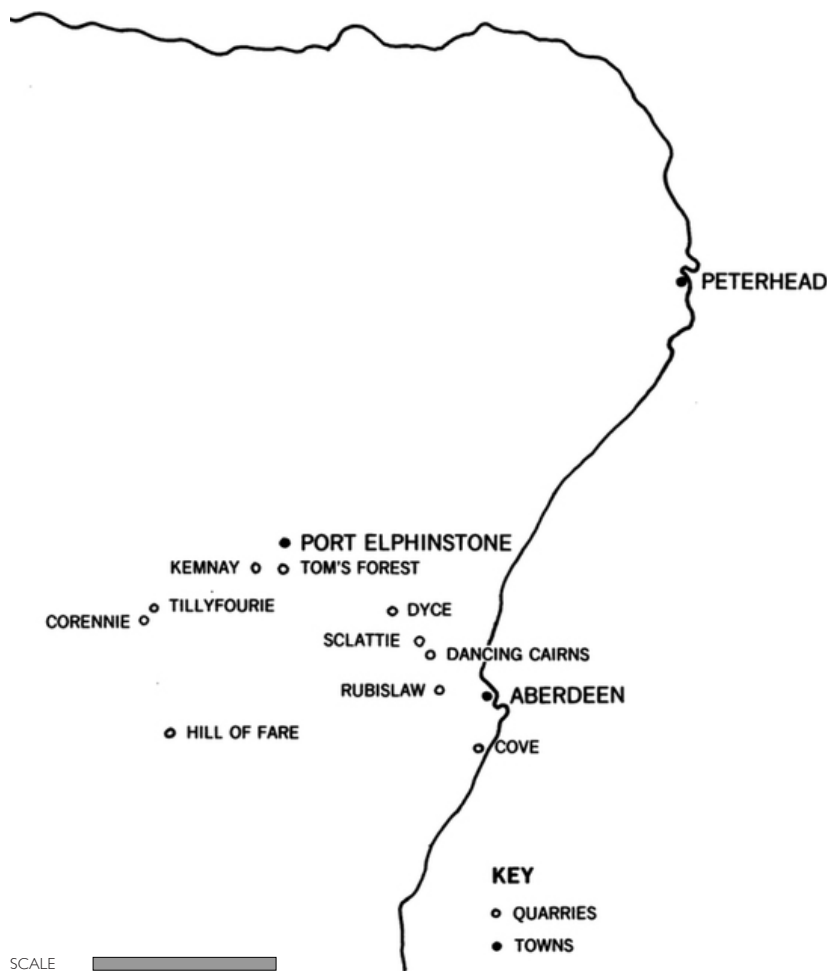 PETERHEAD
PORT ELPHINSTONE
KEMNAY
TOM'S FOREST
TILLYFOURIE
CORENNIE
DYCE
SCLATTIE
DANCING CAIRNS
RUBISLAW
ABERDEEN
HILL OF FARE
COVE
KEY
QUARRIES
TOWNS
SCALE